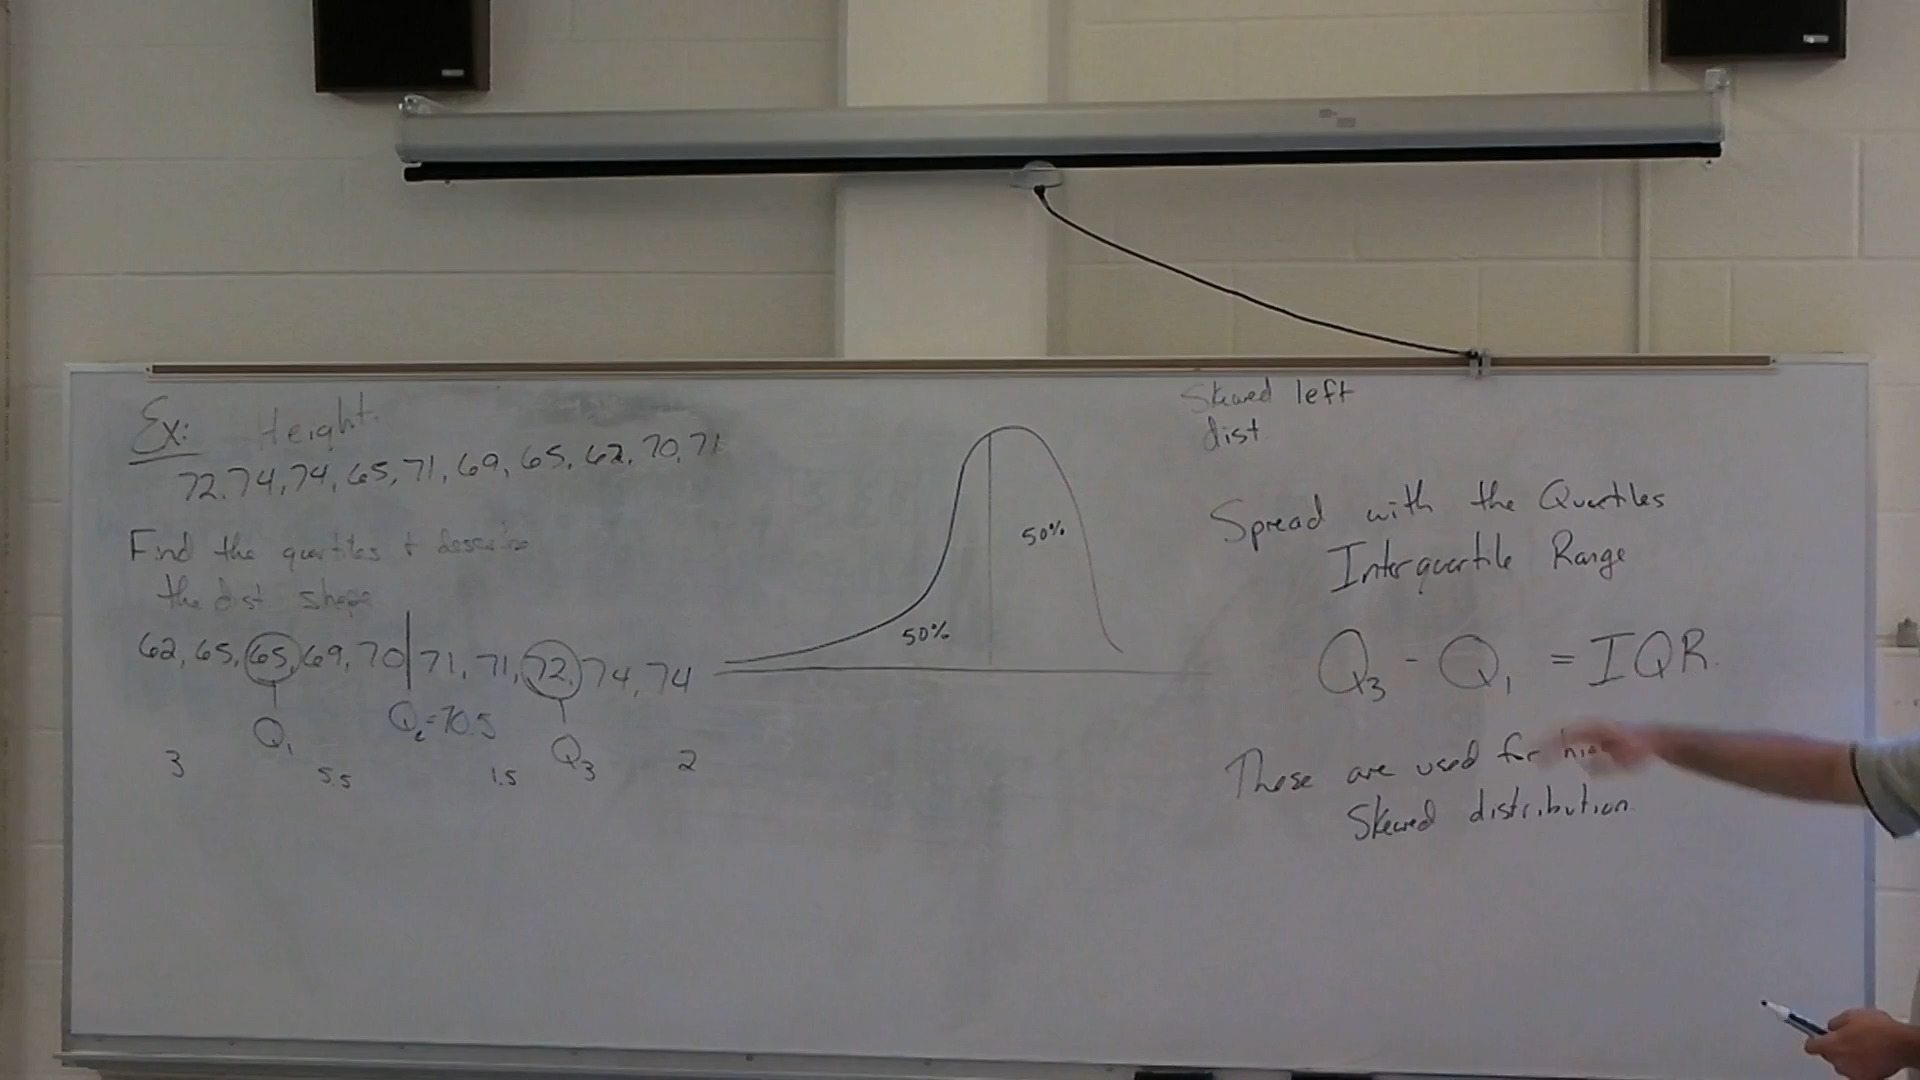 Ex: Height.
72, 74, 74, 65, 71, 69, 65, 62, 70, 71
Find the quartiles + describe
the dist shape
62, 65, 65, 69, 70 | 71, 71, 72, 74, 74
Q1
Q2=70.5
Q3
3
5.5
1.5
2
50%
50%
Skewed left
dist
Spread with the Quartiles
Interquartile Range
Q3 - Q1 = IQR.
These are used for
Skewed distribution.